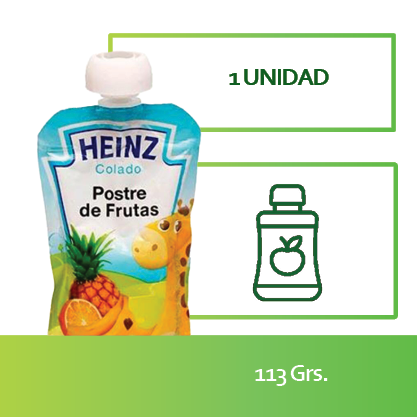 1 UNIDAD
HEINZ
Colado
Postre
de Frutas
113 Grs.